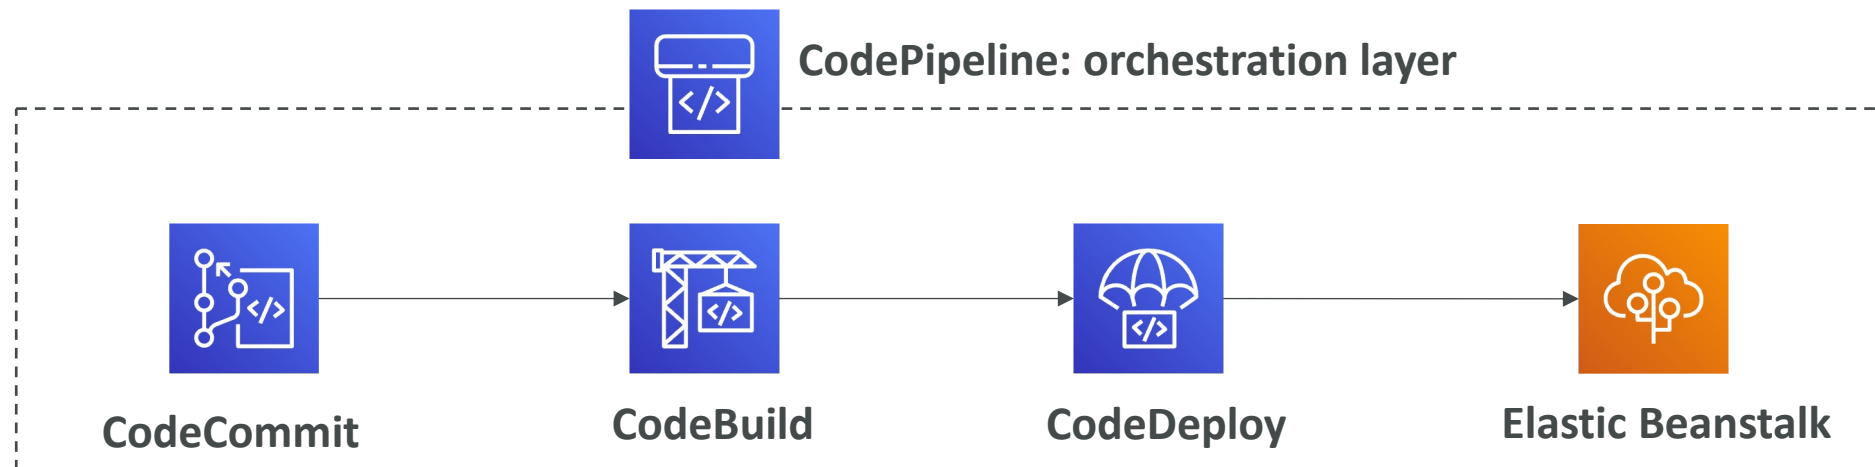 CodePipeline: orchestration layer
</>
</>
</>
</>
CodeCommit
CodeBuild
CodeDeploy
Elastic Beanstalk